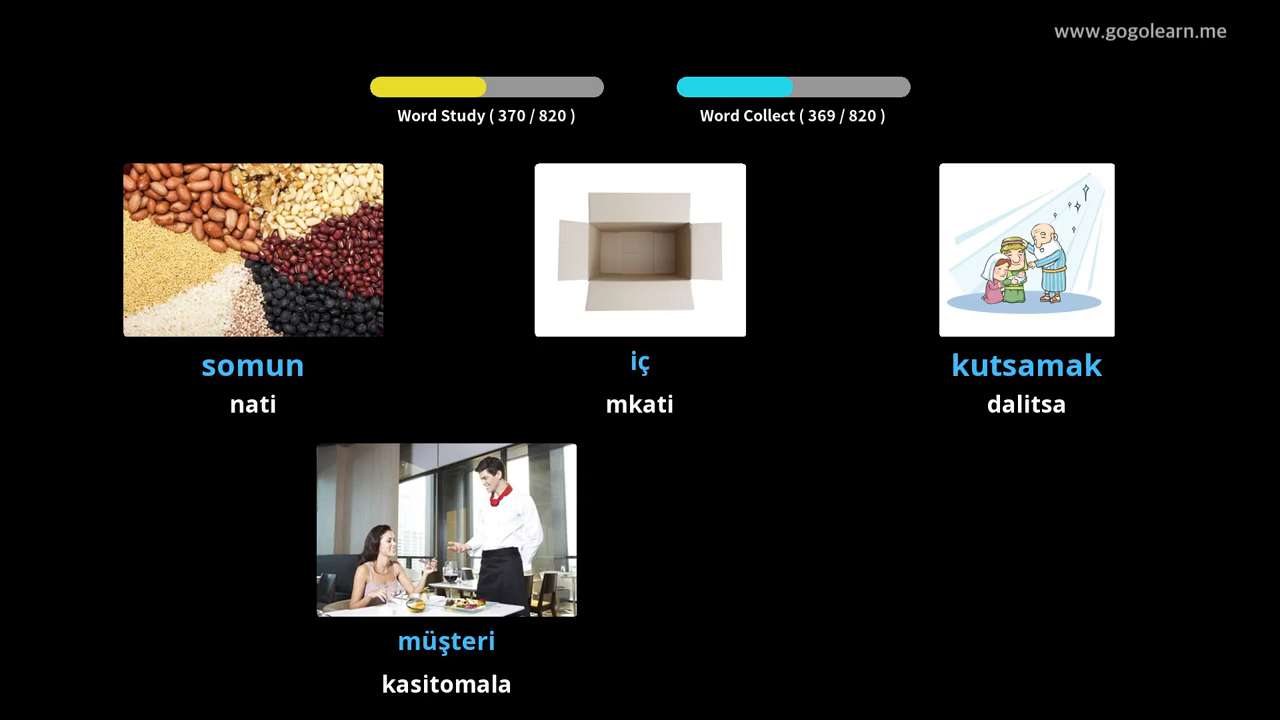 www.gogolearn.me
Word Study ( 370 / 820 )
Word Collect ( 369 / 820 )
somun
nati
iç
mkati
kutsamak
dalitsa
müşteri
kasitomala